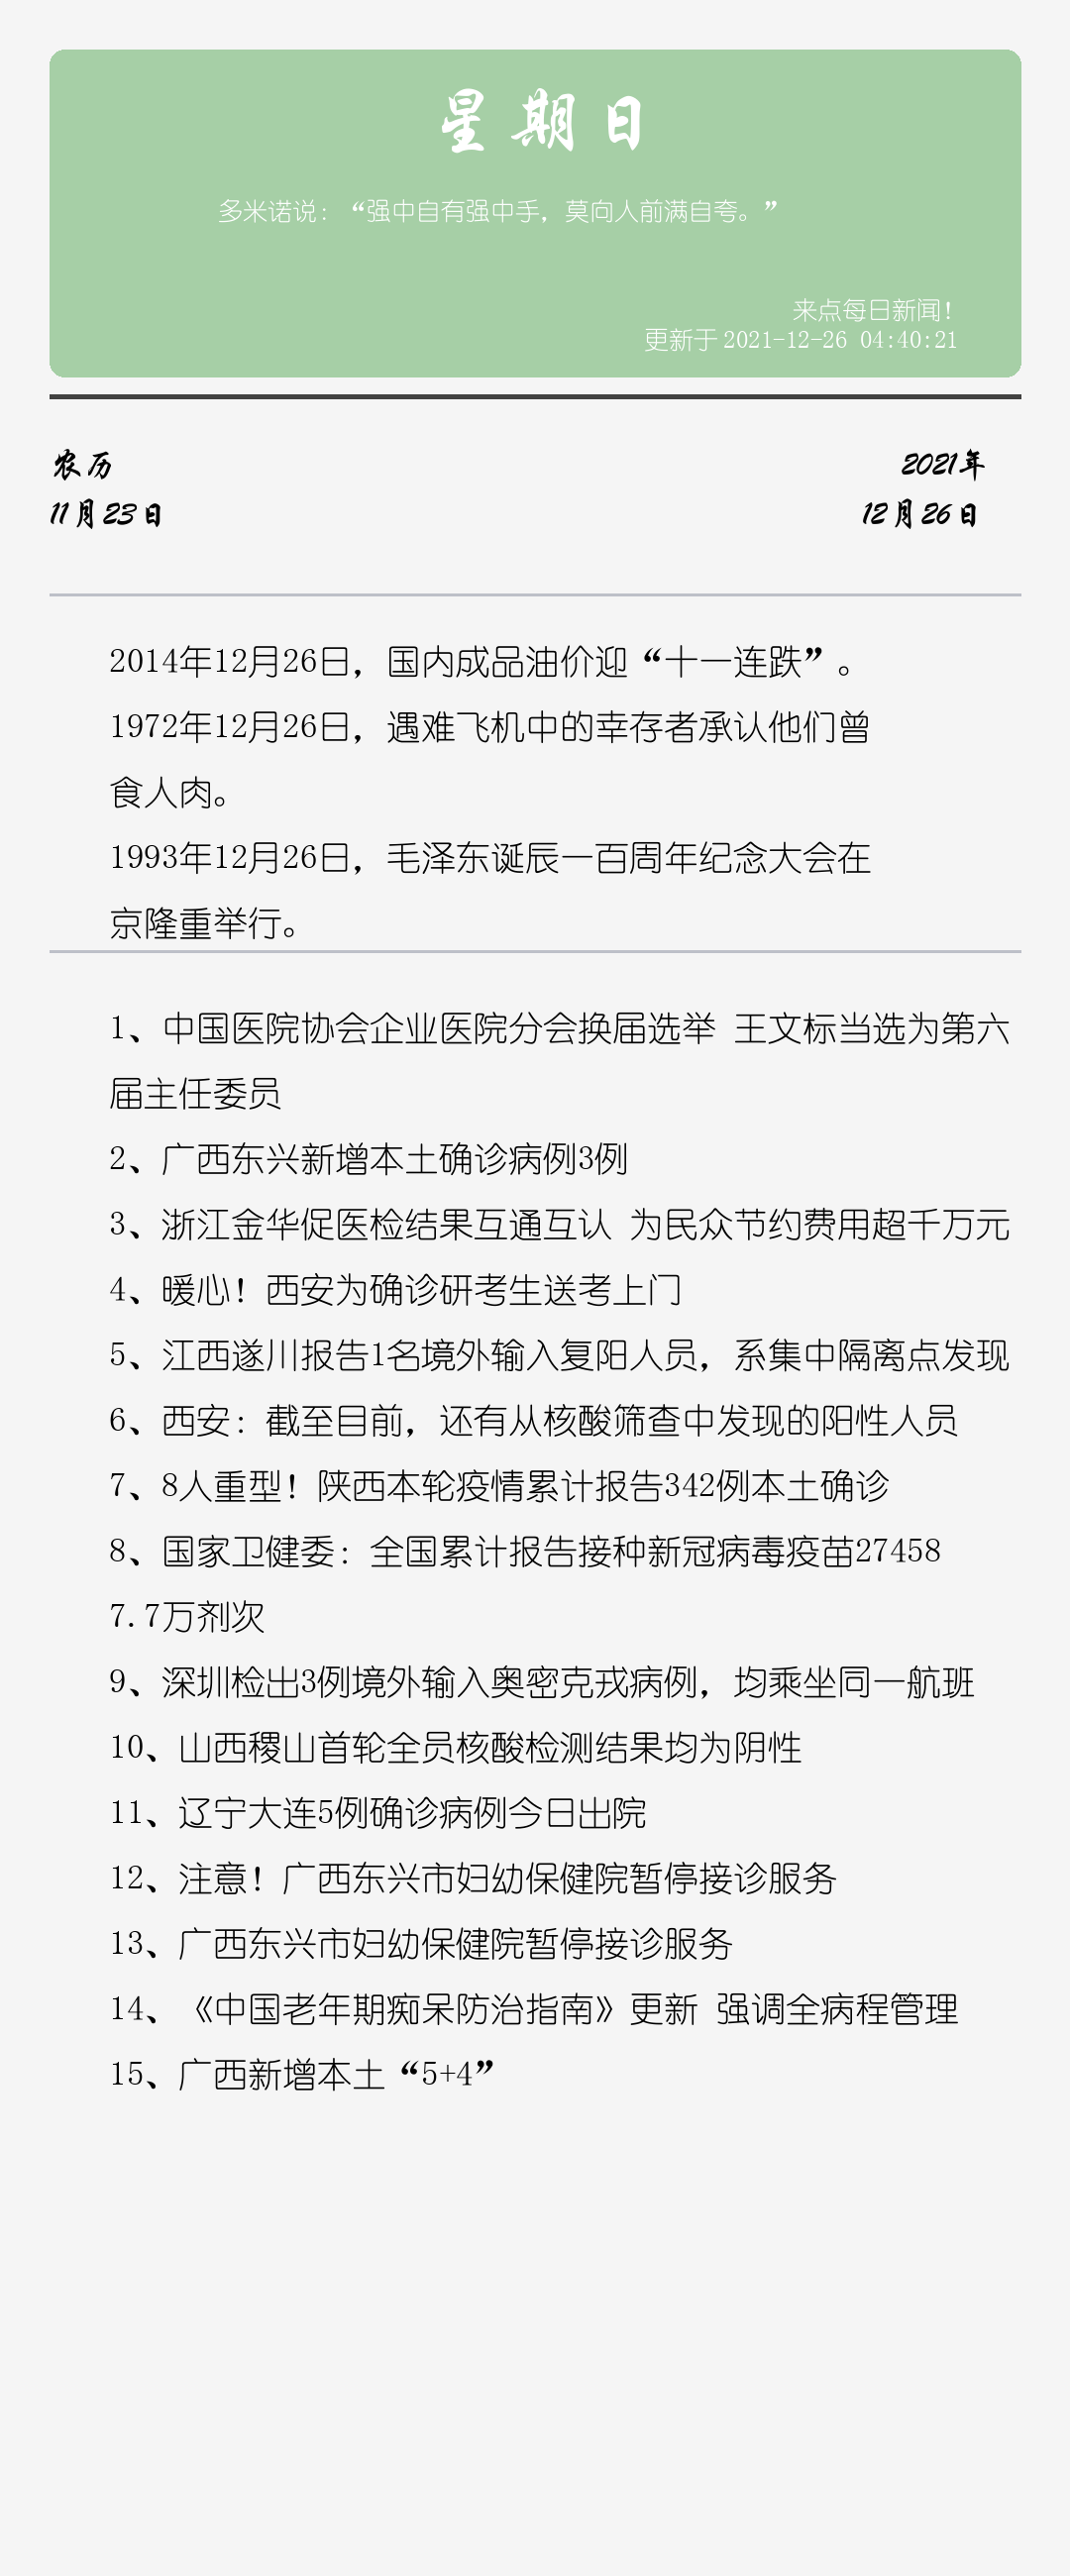 星期日
多米诺说：“强中自有强中手，莫向人前满自夸。”
来点每日新闻！
更新于2021-12-26 04:40:21
农历
2021年
11月23日
12月26日
2014年12月26日，国内成品油价迎“十一连跌”。
1972年12月26日，遇难飞机中的幸存者承认他们曾
食人肉。
1993年12月26日，毛泽东诞辰一百周年纪念大会在
京隆重举行。
1、中国医院协会企业医院分会换届选举 王文标当选为第六
届主任委员
2、广西东兴新增本土确诊病例3例
3、浙江金华促医检结果互通互认 为民众节约费用超千万元
4、暖心！西安为确诊研考生送考上门
5、江西遂川报告1名境外输入复阳人员，系集中隔离点发现
6、西安：截至目前，还有从核酸筛查中发现的阳性人员
7、8人重型！陕西本轮疫情累计报告342例本土确诊
8、国家卫健委：全国累计报告接种新冠病毒疫苗27458
7.7万剂次
9、深圳检出3例境外输入奥密克戎病例，均乘坐同一航班
10、山西稷山首轮全员核酸检测结果均为阴性
11、辽宁大连5例确诊病例今日出院
12、注意！广西东兴市妇幼保健院暂停接诊服务
13、广西东兴市妇幼保健院暂停接诊服务
14、《中国老年期痴呆防治指南》更新 强调全病程管理
15、广西新增本土“5+4”